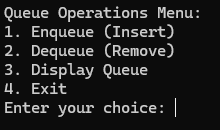 Queue Operations Menu:
1. Enqueue (Insert)
2. Dequeue (Remove)
3. Display Queue
4. Exit
Enter your choice: